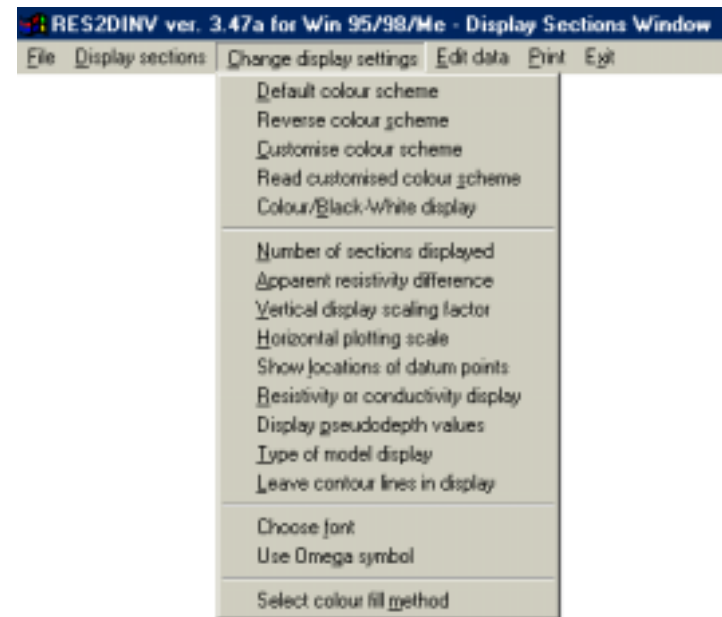 RES2DINV ver. 3.47a for Win 95/98/Me - Display Sections Window
File Display sections Change display settings Edit data Print Exit
Default colour scheme
Reverse colour scheme
Customise colour scheme
Read customised colour scheme
Colour/Black-White display
Number of sections displayed
Apparent resistivity difference
Vertical display scaling factor
Horizontal plotting scale
Show locations of datum points
Resistivity or conductivity display
Display pseudodepth values
Type of model display
Leave contour lines in display
Choose font
Use Omega symbol
Select colour fill method